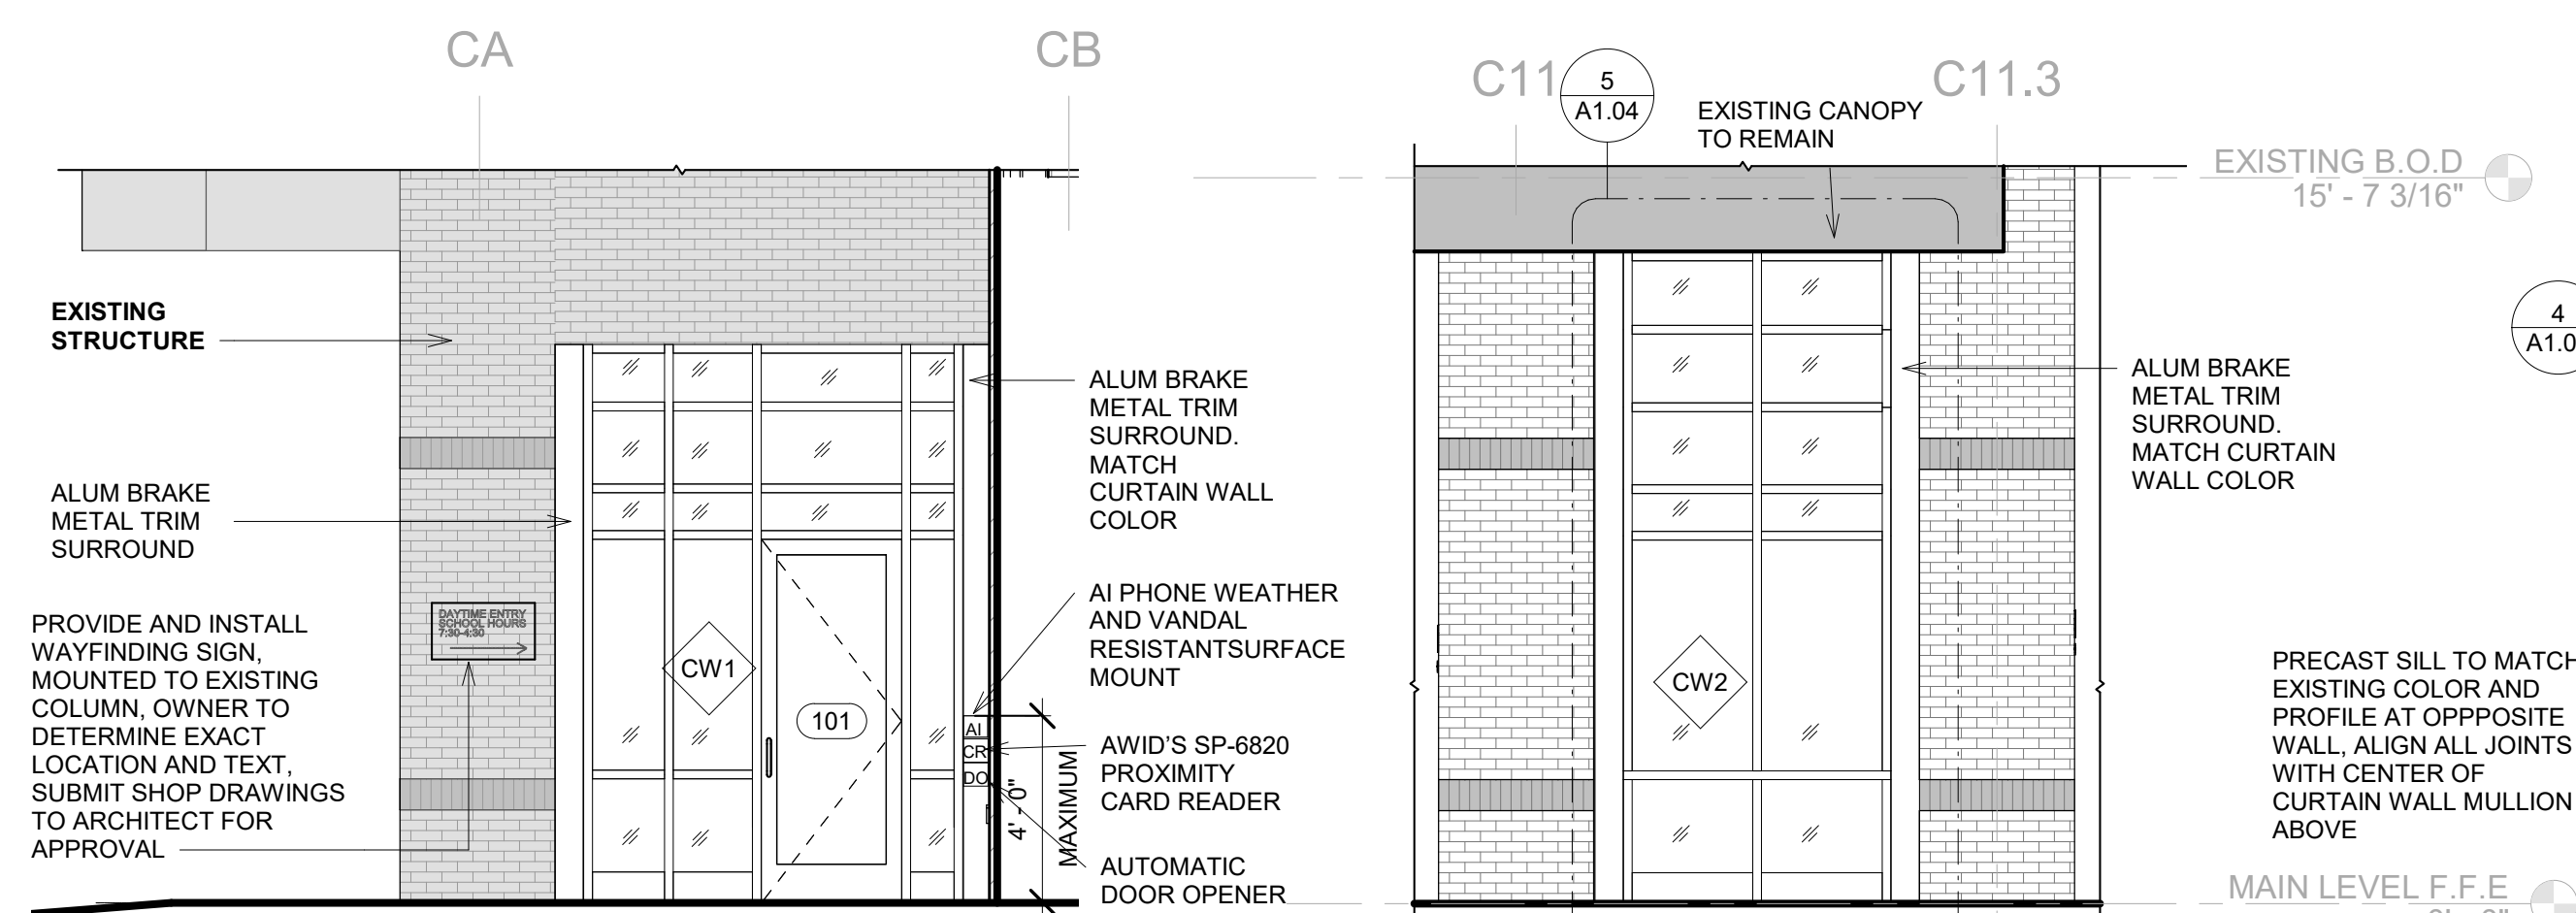 CA
CB
EXISTING
STRUCTURE
ALUM BRAKE
METAL TRIM
SURROUND
PROVIDE AND INSTALL
WAYFINDING SIGN,
MOUNTED TO EXISTING
COLUMN, OWNER TO
DETERMINE EXACT
LOCATION AND TEXT,
SUBMIT SHOP DRAWINGS
TO ARCHITECT FOR
APPROVAL
DAYTIME ENTRY
SCHOOL HOURS
7:30-4:30
CW1
101
AI
CR
DO
4' - 0"
MAXIMUM
ALUM BRAKE
METAL TRIM
SURROUND.
MATCH
CURTAIN WALL
COLOR
AI PHONE WEATHER
AND VANDAL
RESISTANTSURFACE
MOUNT
AWID'S SP-6820
PROXIMITY
CARD READER
AUTOMATIC
DOOR OPENER
C11
5
A1.04
EXISTING CANOPY
TO REMAIN
C11.3
EXISTING B.O.D
15' - 7 3/16"
4
A1.0
ALUM BRAKE
METAL TRIM
SURROUND.
MATCH CURTAIN
WALL COLOR
CW2
PRECAST SILL TO MATCH
EXISTING COLOR AND
PROFILE AT OPPPOSITE
WALL, ALIGN ALL JOINTS
WITH CENTER OF
CURTAIN WALL MULLION
ABOVE
MAIN LEVEL F.F.E